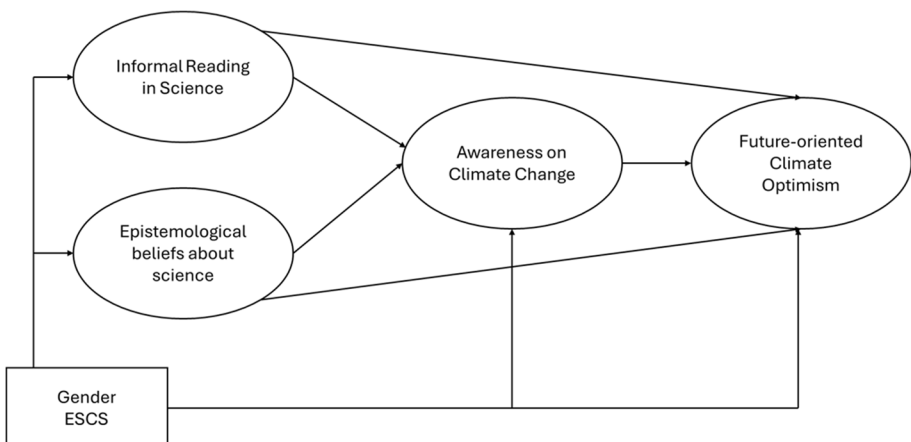 Informal Reading
in Science
Awareness on
Climate Change
Future-oriented
Climate
Optimism
Epistemological
beliefs about
science
Gender
ESCS